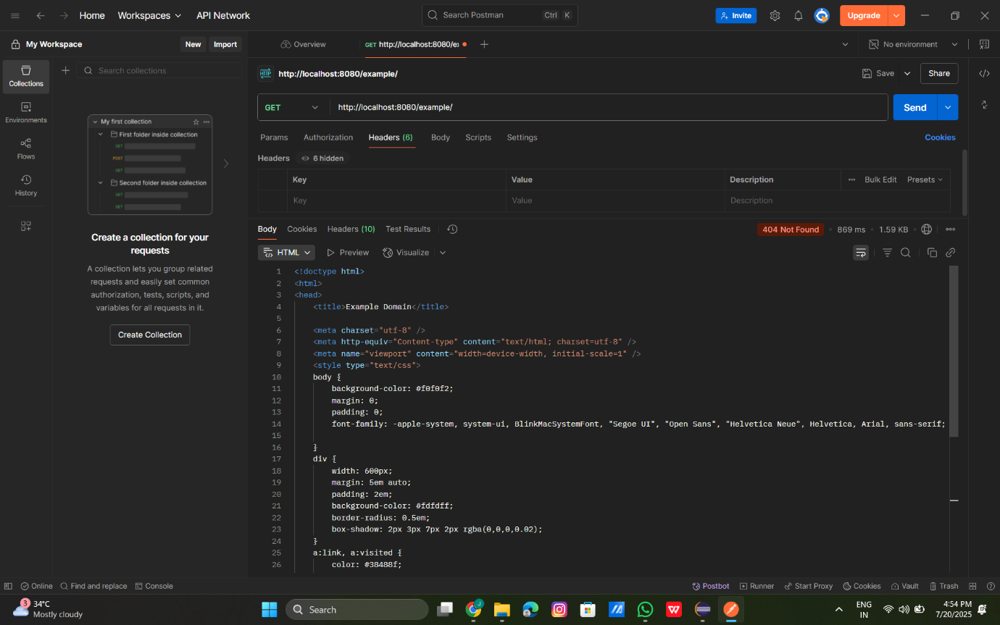 Home Workspaces API Network Search Postman Ctrl K Invite Upgrade
My Workspace New Import Overview GET http://localhost:8080/ex No environment
Collections Search collections HTTP http://localhost:8080/example/ Save Share
Environments
Flows
History
My first collection
First folder inside collection
GET
POST
GET
Second folder inside collection
GET
GET
Create a collection for your
requests
A collection lets you group related
requests and easily set common
authorization, tests, scripts, and
variables for all requests in it.
Create Collection
GET http://localhost:8080/example/ Send
Params Authorization Headers (6) Body Scripts Settings Cookies
Headers 6 hidden
Key Value Description Bulk Edit Presets
Key Value Description
Body Cookies Headers (10) Test Results 404 Not Found 869 ms 1.59 KB
HTML Preview Visualize
1 <!doctype html>
2 <html>
3 <head>
4 <title>Example Domain</title>
5
6 <meta charset="utf-8" />
7 <meta http-equiv="Content-type" content="text/html; charset=utf-8" />
8 <meta name="viewport" content="width=device-width, initial-scale=1" />
9 <style type="text/css">
10 body {
11 background-color: #f0f0f2;
12 margin: 0;
13 padding: 0;
14 font-family: -apple-system, system-ui, BlinkMacSystemFont, "Segoe UI", "Open Sans", "Helvetica Neue", Helvetica, Arial, sans-serif;
15
16 }
17 div {
18 width: 600px;
19 margin: 5em auto;
20 padding: 2em;
21 background-color: #fdfdff;
22 border-radius: 0.5em;
23 box-shadow: 2px 3px 7px 2px rgba(0,0,0,0.02);
24 }
25 a:link, a:visited {
26 color: #38488f;
Online Find and replace Console Postbot Runner Start Proxy Cookies Vault Trash
3 34°C
Mostly cloudy
Search
J
W
ENG
IN
4:54 PM
7/20/2025